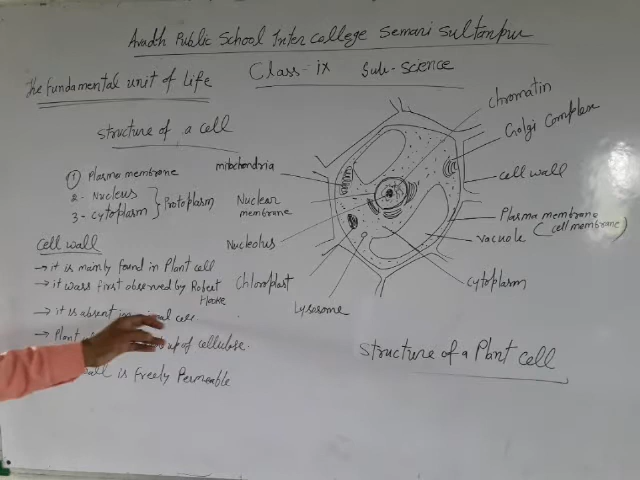 Avadh Public School Inter College Semari Sultanpur
Class-ix Sub-science
The fundamental unit of Life
structure of a cell
① Plasma membrane
2- Nucleus
3- Cytoplasm
Protoplasm
Cell wall
→ it is mainly found in Plant cell
→ it was first observed by Robert
Hooke
→ it is absent in cell
→ Plant up of cellulose.
is freely Permeable
chromatin
Golgi Complex
cell wall
Plasma membrane
(cell membrane)
vacuole
cytoplasm
mitochondria
Nuclear
membrane
Nucleolus
Chloroplast
Lysosome
Structure of a Plant cell